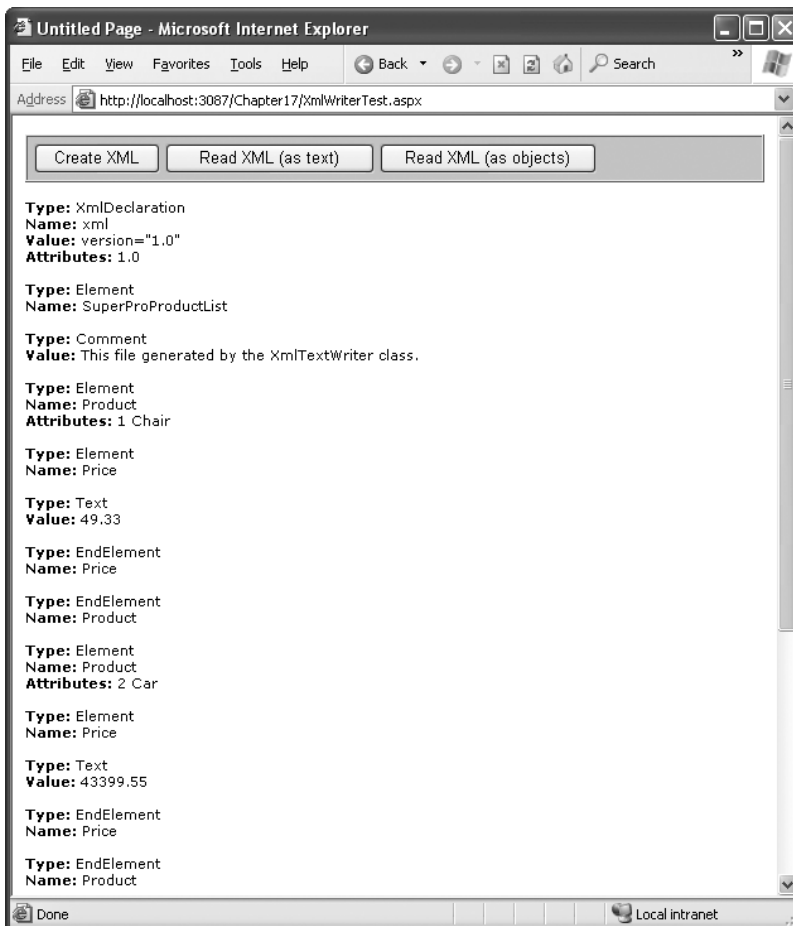 Untitled Page - Microsoft Internet Explorer
File Edit View Favorites Tools Help Back Search »
Address http://localhost:3087/Chapter17/XmlWriterTest.aspx
Create XML Read XML (as text) Read XML (as objects)
Type: XmlDeclaration
Name: xml
Value: version="1.0"
Attributes: 1.0
Type: Element
Name: SuperProProductList
Type: Comment
Value: This file generated by the XmlTextWriter class.
Type: Element
Name: Product
Attributes: 1 Chair
Type: Element
Name: Price
Type: Text
Value: 49.33
Type: EndElement
Name: Price
Type: EndElement
Name: Product
Type: Element
Name: Product
Attributes: 2 Car
Type: Element
Name: Price
Type: Text
Value: 43399.55
Type: EndElement
Name: Price
Type: EndElement
Name: Product
Done Local intranet